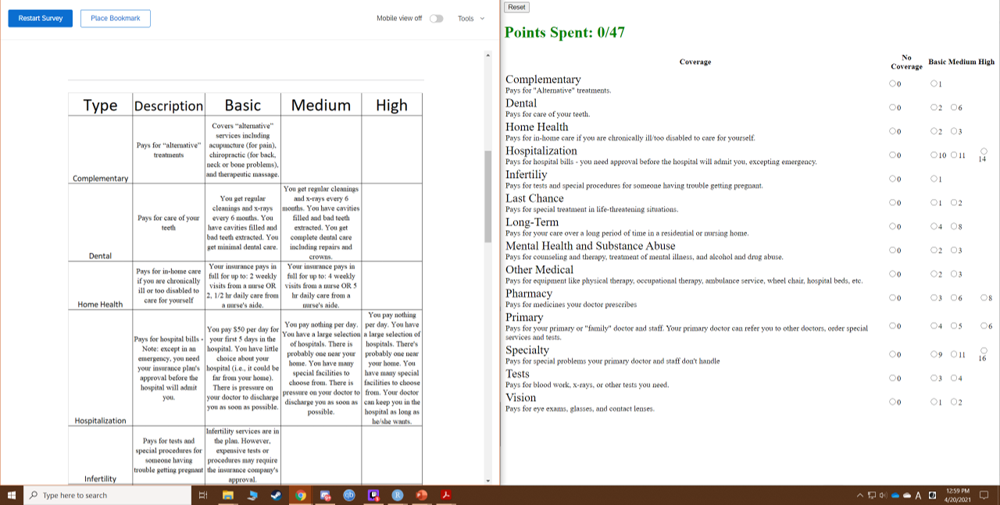 Restart Survey
Place Bookmark
Mobile view off
Tools
Type
Description
Basic
Medium
High
Complementary
Pays for "alternative"
treatments
Covers "alternative"
services including
acupuncture (for pain),
chiropractic (for back,
neck or bone problems),
and therapeutic massage.
Dental
Pays for care of your
teeth
You get regular
cleanings and x-rays
every 6 months. You
have cavities filled and
bad teeth extracted. You
get minimal dental care.
You get regular cleanings
and x-rays every 6
months. You have cavities
filled and bad teeth
extracted. You get
complete dental care
including repairs and
crowns.
Home Health
Pays for in-home care
if you are chronically
ill or too disabled to
care for yourself
Your insurance pays in
full for up to: 2 weekly
visits from a nurse OR
2, 1/2 hr daily care from
a nurse's aide.
Your insurance pays in
full for up to: 4 weekly
visits from a nurse OR 5
hr daily care from a
nurse's aide.
Hospitalization
Pays for hospital bills -
Note: except in an
emergency, you need
your insurance plan's
approval before the
hospital will admit
you.
You pay $50 per day for
your first 5 days in the
hospital. You have little
choice about your
hospital (i.e., it could be
far from your home).
There is pressure on
your doctor to discharge
you as soon as possible.
You pay nothing per day.
You have a large selection
of hospitals. There is
probably one near your
home. You have many
special facilities to
choose from. There is
pressure on your doctor to
discharge you as soon as
possible.
You pay nothing
per day. You have
a large selection of
hospitals. There's
probably one near
your home. You
have many special
facilities to choose
from. Your doctor
can keep you in the
hospital as long as
he/she wants.
Infertility
Pays for tests and
special procedures for
someone having
trouble getting pregnant
Infertility services are in
the plan. However,
expensive tests or
procedures may require
the insurance company's
approval.
Reset
Points Spent: 0/47
Coverage
No
Coverage
Basic Medium High
Complementary
Pays for "Alternative" treatments.
0 1
Dental
Pays for care of your teeth.
0 2 6
Home Health
Pays for in-home care if you are chronically ill/too disabled to care for yourself.
0 2 3
Hospitalization
Pays for hospital bills - you need approval before the hospital will admit you, excepting emergency.
0 10 11 14
Infertiliy
Pays for tests and special procedures for someone having trouble getting pregnant.
0 1
Last Chance
Pays for special treatment in life-threatening situations.
0 1 2
Long-Term
Pays for your care over a long period of time in a residential or nursing home.
0 4 8
Mental Health and Substance Abuse
Pays for counseling and therapy, treatment of mental illness, and alcohol and drug abuse.
0 2 3
Other Medical
Pays for equipment like physical therapy, occupational therapy, ambulance service, wheel chair, hospital beds, etc.
0 2 3
Pharmacy
Pays for medicines your doctor prescribes
0 3 6 8
Primary
Pays for your primary or "family" doctor and staff. Your primary doctor can refer you to other doctors, order special
services and tests.
0 4 5 6
Specialty
Pays for special problems your primary doctor and staff don't handle
0 9 11 16
Tests
Pays for blood work, x-rays, or other tests you need.
0 3 4
Vision
Pays for eye exams, glasses, and contact lenses.
0 1 2
Type here to search
qb
R
A
12:59 PM
4/20/2021